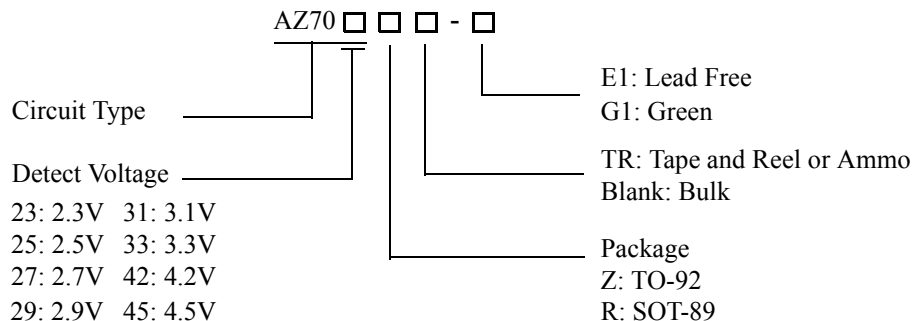 AZ70 □ □ □ - □
Circuit Type
Detect Voltage
23: 2.3V 31: 3.1V
25: 2.5V 33: 3.3V
27: 2.7V 42: 4.2V
29: 2.9V 45: 4.5V
E1: Lead Free
G1: Green
TR: Tape and Reel or Ammo
Blank: Bulk
Package
Z: TO-92
R: SOT-89